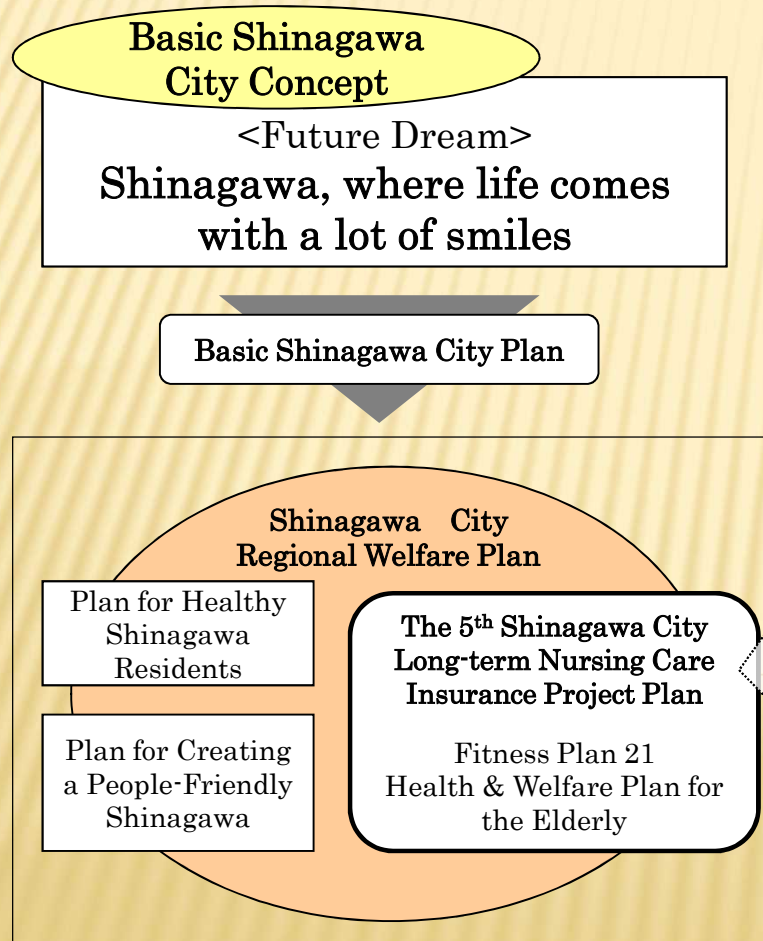 Basic Shinagawa
City Concept
<Future Dream>
Shinagawa, where life comes
with a lot of smiles
Basic Shinagawa City Plan
Shinagawa City
Regional Welfare Plan
Plan for Healthy
Shinagawa
Residents
Plan for Creating
a People-Friendly
Shinagawa
The 5th Shinagawa City
Long-term Nursing Care
Insurance Project Plan
Fitness Plan 21
Health & Welfare Plan for
the Elderly